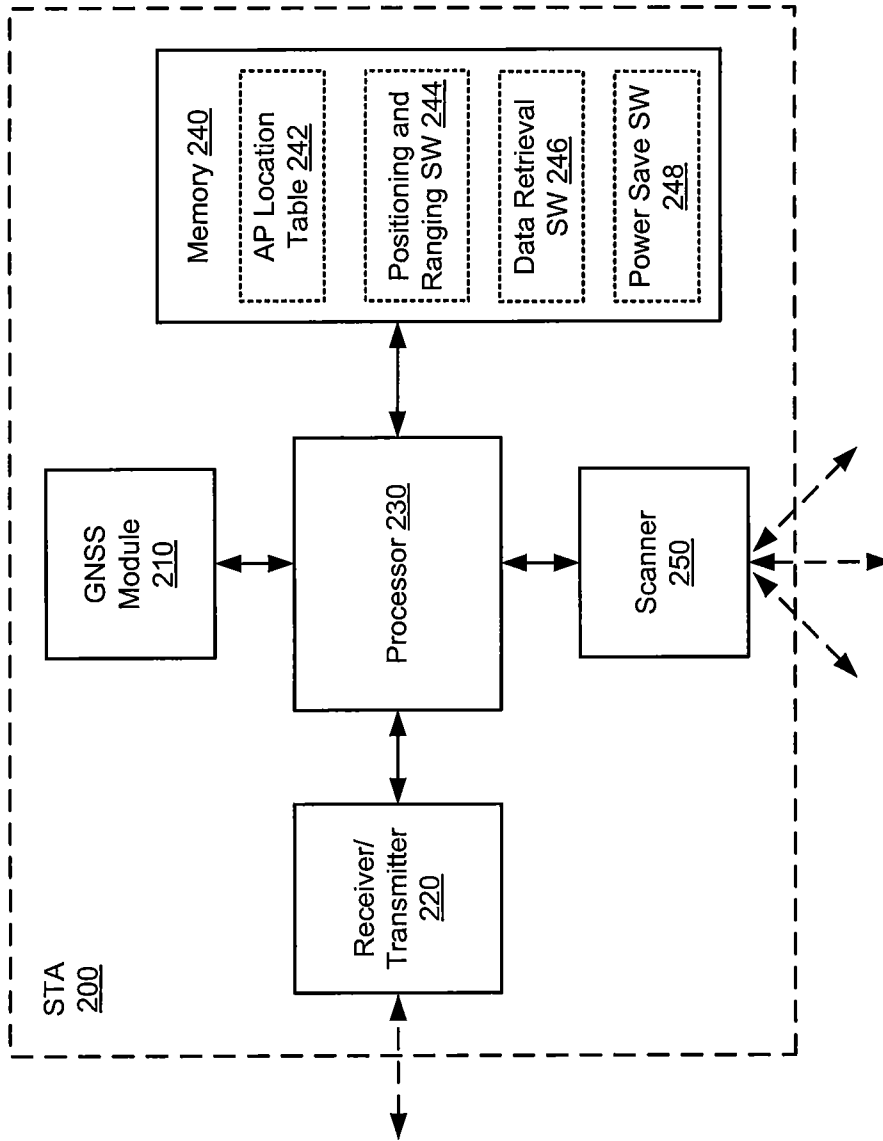 STA
200
GNSS
Module
210
Receiver/
Transmitter
220
Processor 230
Memory 240
AP Location
Table 242
Positioning and
Ranging SW 244
Data Retrieval
SW 246
Power Save SW
248
Scanner
250